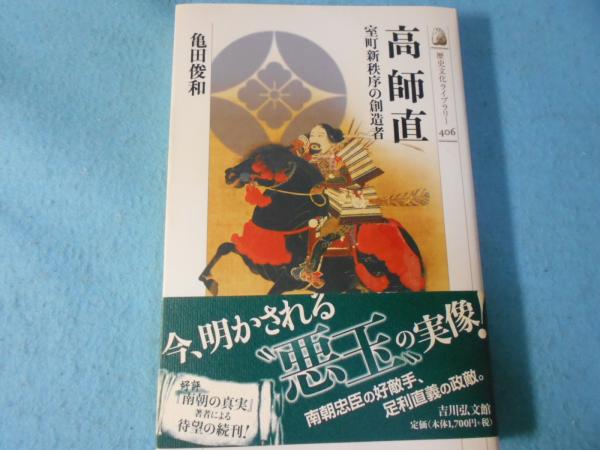 歴史文化ライブラリー
406
高師直
室町新秩序の創造者
亀田俊和
今、明かされる
〝悪玉〟の実像!
南朝忠臣の好敵手、
足利直義の政敵。
好評
『南朝の真実』
著者による
待望の続刊!
吉川弘文館
定価(本体1,700円+税)